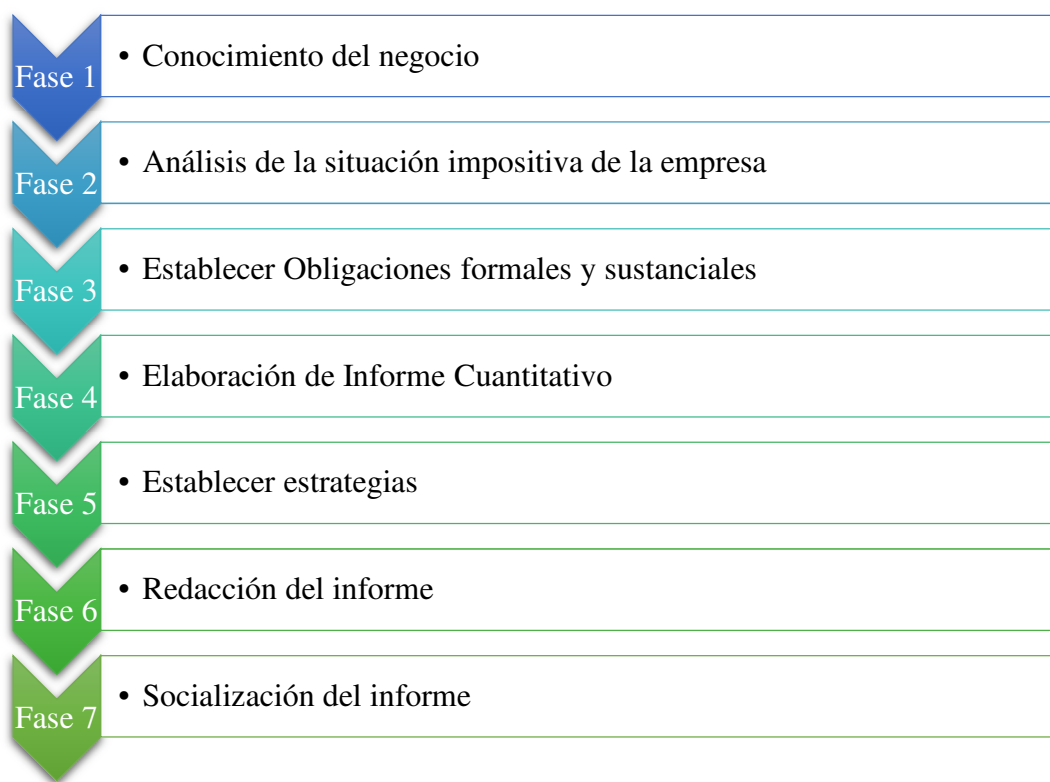 Fase 1
• Conocimiento del negocio
Fase 2
• Análisis de la situación impositiva de la empresa
Fase 3
• Establecer Obligaciones formales y sustanciales
Fase 4
• Elaboración de Informe Cuantitativo
Fase 5
• Establecer estrategias
Fase 6
• Redacción del informe
Fase 7
• Socialización del informe